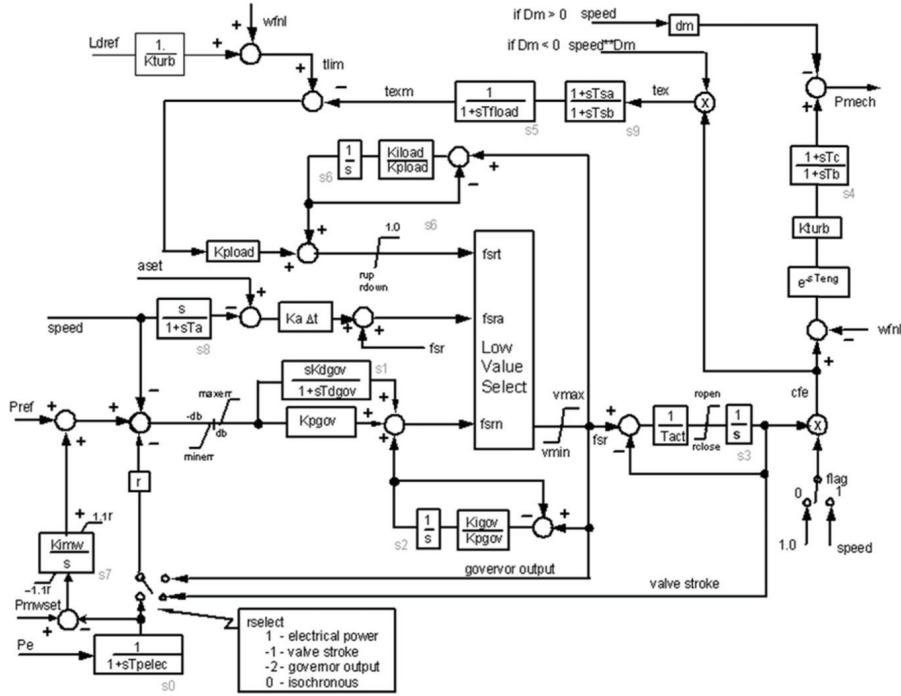 if Dm > 0 speed
dm
wfnl
Ldref
1.
Kturb
if Dm < 0 speed**Dm
tlim
Pmech
texm
1
1+sTfload
s5
1+sTsa
1+sTsb
s9
tex
X
1
s
s6
Kiload
Kpload
1+sTc
1+sTb
s4
s6
Kturb
Kpload
1.0
rup
rdown
fsrt
aset
e-sTeng
speed
s
1+sTa
s8
Ka Δt
fsra
fsr
wfnl
Low
Value
Select
s1
sKdgov
1+sTdgov
maxerr
Pref
-db
db
minerr
Kpgov
fsrn
vmax
vmin
fsr
1
Tact
ropen
rclose
1
s
s3
cfe
X
flag
0
1
1.0
speed
r
1
s
s2
Kigov
Kpgov
1.1r
Kimw
s
s7
-1.1r
governor output
valve stroke
Pmwset
Pe
1
1+sTpelec
s0
rselect
1 - electrical power
-1 - valve stroke
-2 - governor output
0 - isochronous